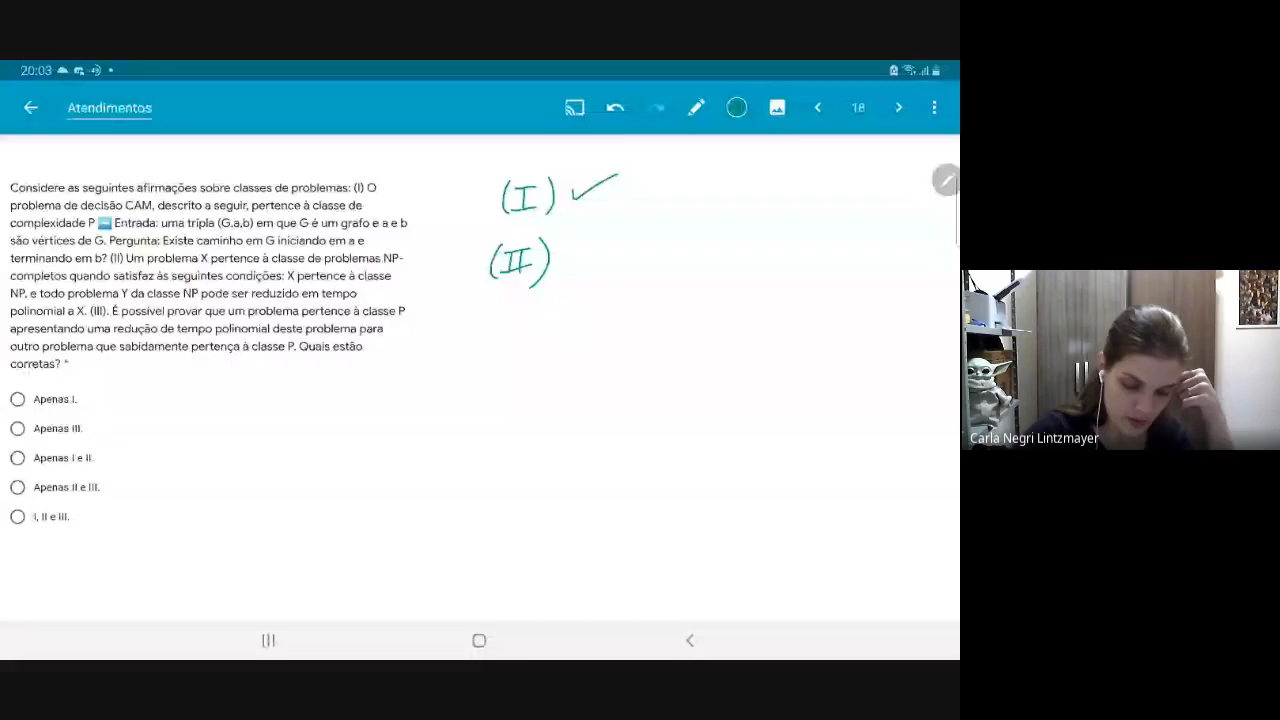 20:03
Atendimentos
18
Considere as seguintes afirmações sobre classes de problemas: (I) O
problema de decisão CAM, descrito a seguir, pertence à classe de
complexidade P ➡ Entrada: uma tripla (G,a,b) em que G é um grafo e a e b
são vértices de G. Pergunta: Existe caminho em G iniciando em a e
terminando em b? (II) Um problema X pertence à classe de problemas NP-
completos quando satisfaz às seguintes condições: X pertence à classe
NP, e todo problema Y da classe NP pode ser reduzido em tempo
polinomial a X. (III). É possível provar que um problema pertence à classe P
apresentando uma redução de tempo polinomial deste problema para
outro problema que sabidamente pertença à classe P. Quais estão
corretas? *
Apenas I.
Apenas III.
Apenas I e II.
Apenas II e III.
I, II e III.
(I) ✓
(II)
Carla Negri Lintzmayer